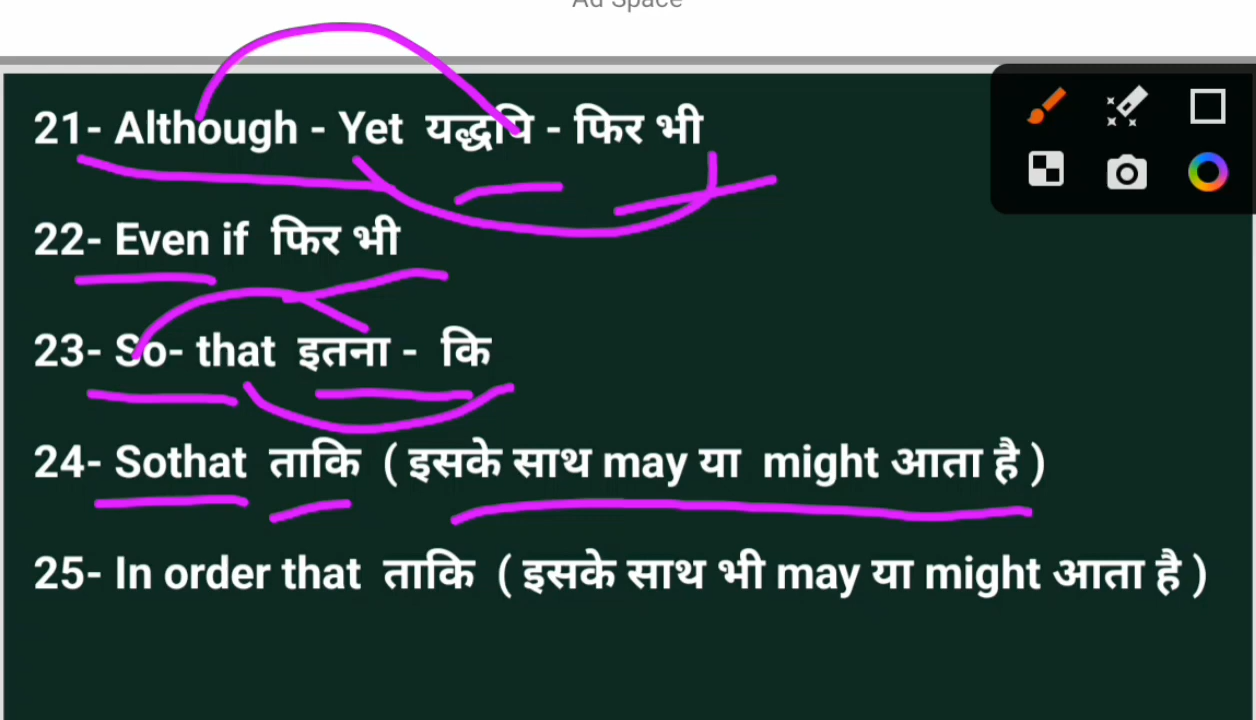 Ad Space
21- Although - Yet यद्धपि - फिर भी
22- Even if फिर भी
23- So- that इतना - कि
24- Sothat ताकि ( इसके साथ may या might आता है )
25- In order that ताकि ( इसके साथ भी may या might आता है )